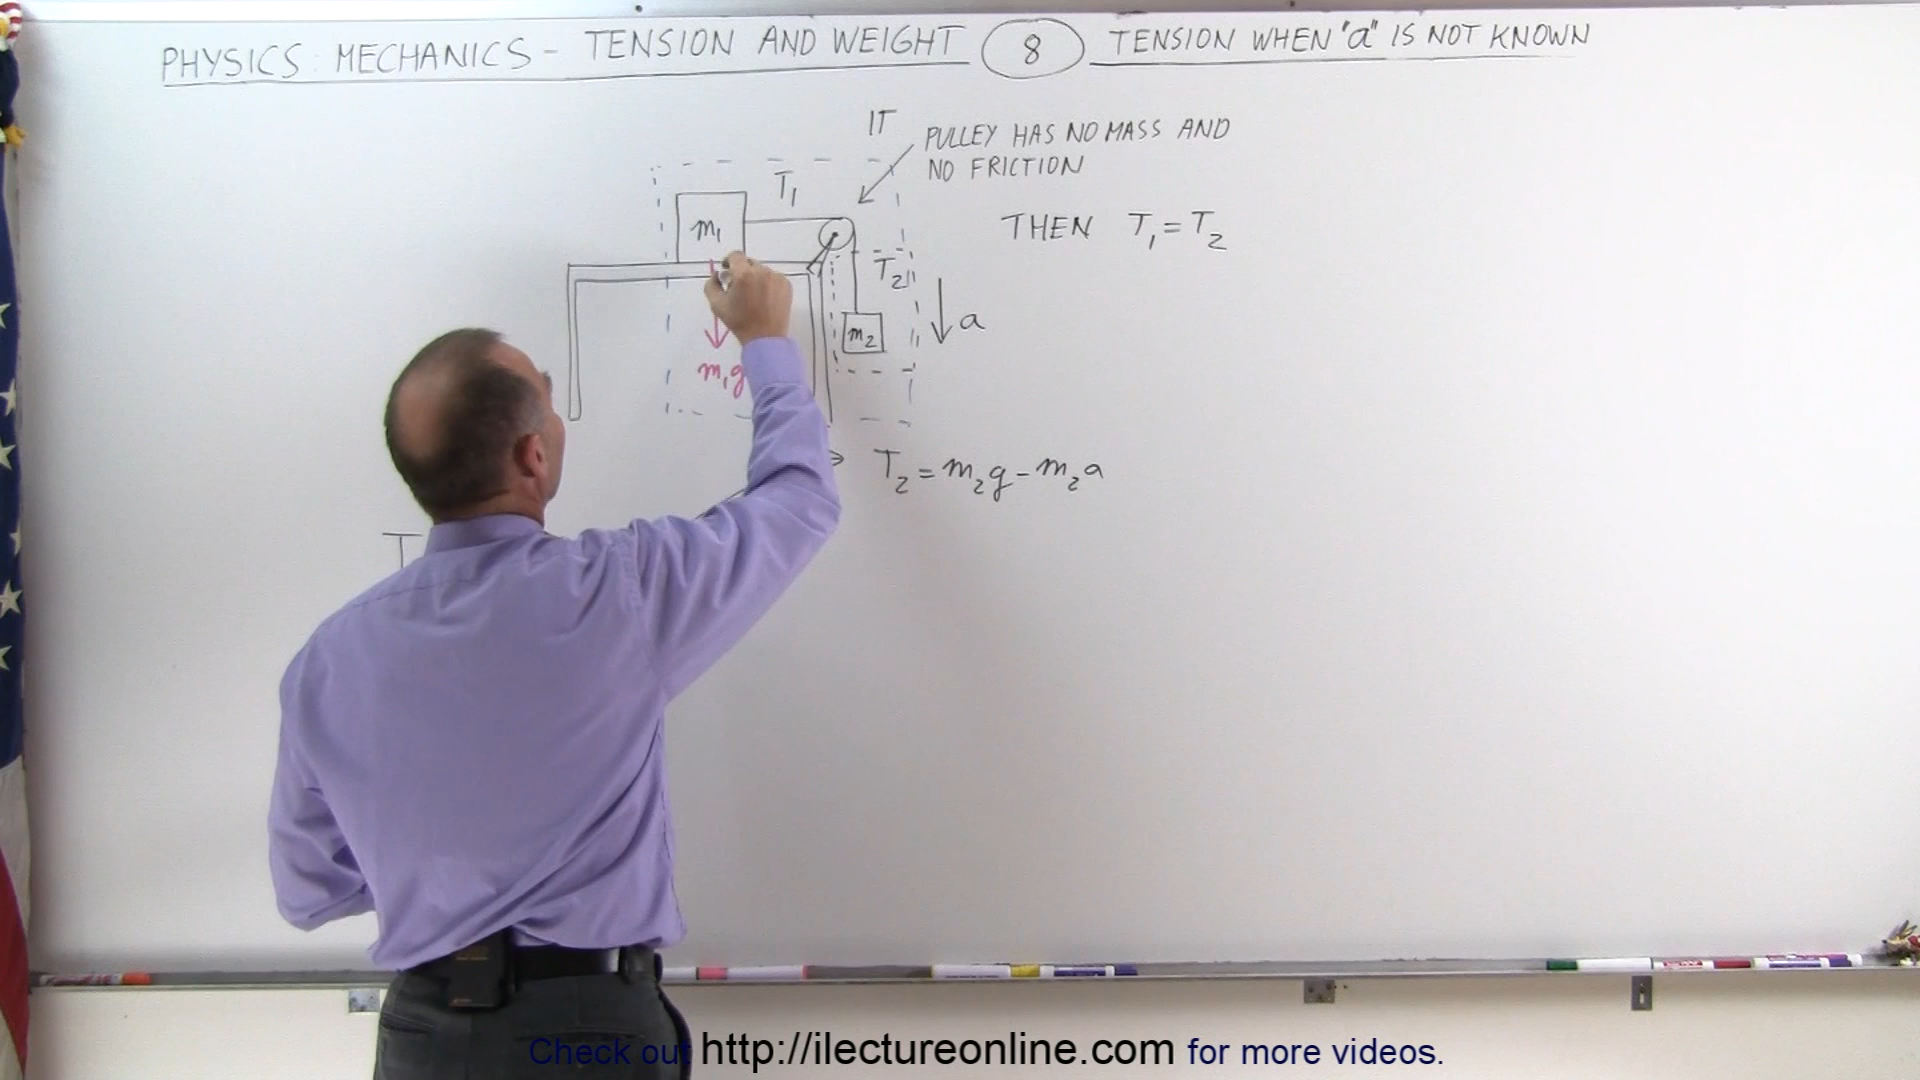 PHYSICS: MECHANICS - TENSION AND WEIGHT 8 TENSION WHEN "a" IS NOT KNOWN
IF
PULLEY HAS NO MASS AND
NO FRICTION
T₁
m₁
THEN T₁ = T₂
T₂
m₂
a
m₁g
T₂ = m₂g - m₂a
T
Check out http://ilectureonline.com for more videos.